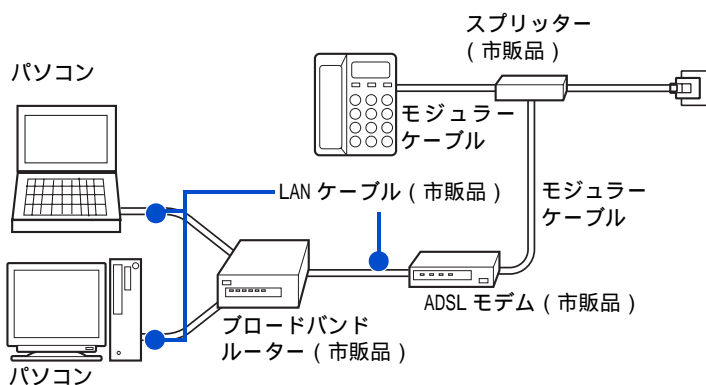 スプリッター
（市販品）
パソコン
モジュラー
ケーブル
LAN ケーブル（市販品）
モジュラー
ケーブル
ADSL モデム（市販品）
ブロードバンド
ルーター（市販品）
パソコン